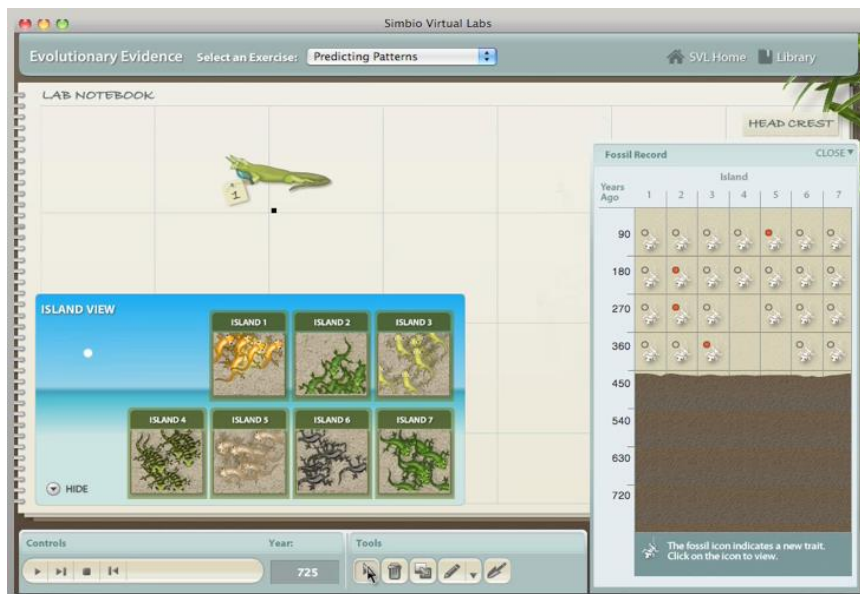 Simbio Virtual Labs
Evolutionary Evidence Select an Exercise: Predicting Patterns SVL Home Library
LAB NOTEBOOK
HEAD CREST
1
Fossil Record CLOSE
Island
Years Ago 1 2 3 4 5 6 7
90
180
270
360
450
540
630
720
The fossil icon indicates a new trait.
Click on the icon to view.
ISLAND VIEW
ISLAND 1 ISLAND 2 ISLAND 3
ISLAND 4 ISLAND 5 ISLAND 6 ISLAND 7
HIDE
Controls Year: Tools
725